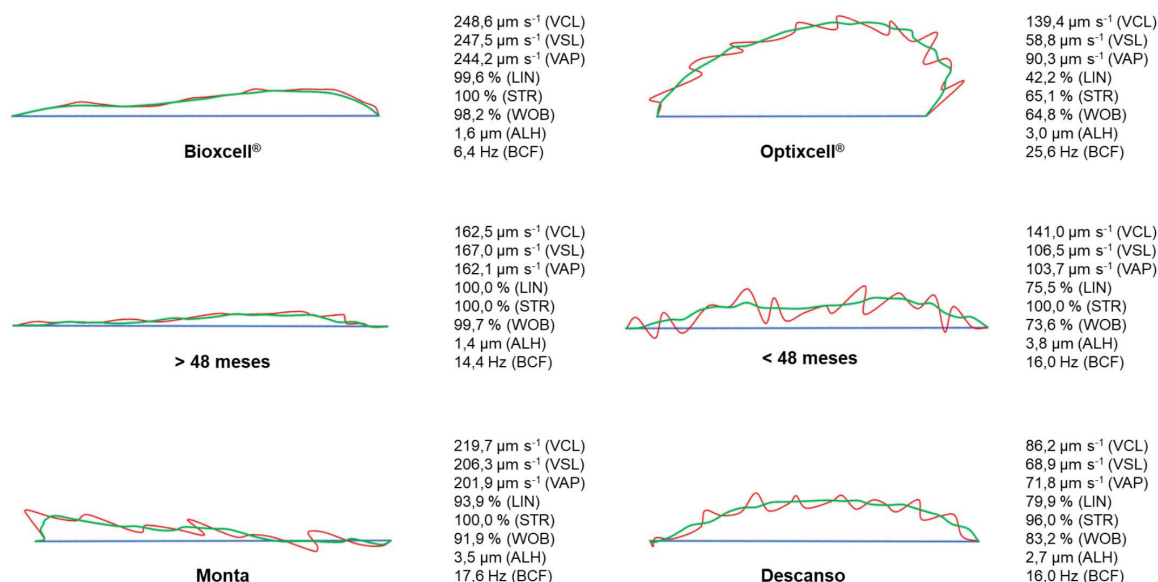 248,6 µm s⁻¹ (VCL)
247,5 µm s⁻¹ (VSL)
244,2 µm s⁻¹ (VAP)
99,6 % (LIN)
100 % (STR)
98,2 % (WOB)
1,6 µm (ALH)
6,4 Hz (BCF)
Bioxcell®
139,4 µm s⁻¹ (VCL)
58,8 µm s⁻¹ (VSL)
90,3 µm s⁻¹ (VAP)
42,2 % (LIN)
65,1 % (STR)
64,8 % (WOB)
3,0 µm (ALH)
25,6 Hz (BCF)
Optixcell®
162,5 µm s⁻¹ (VCL)
167,0 µm s⁻¹ (VSL)
162,1 µm s⁻¹ (VAP)
100,0 % (LIN)
100,0 % (STR)
99,7 % (WOB)
1,4 µm (ALH)
14,4 Hz (BCF)
> 48 meses
141,0 µm s⁻¹ (VCL)
106,5 µm s⁻¹ (VSL)
103,7 µm s⁻¹ (VAP)
75,5 % (LIN)
100,0 % (STR)
73,6 % (WOB)
3,8 µm (ALH)
16,0 Hz (BCF)
< 48 meses
219,7 µm s⁻¹ (VCL)
206,3 µm s⁻¹ (VSL)
201,9 µm s⁻¹ (VAP)
93,9 % (LIN)
100,0 % (STR)
91,9 % (WOB)
3,5 µm (ALH)
17,6 Hz (BCF)
Monta
86,2 µm s⁻¹ (VCL)
68,9 µm s⁻¹ (VSL)
71,8 µm s⁻¹ (VAP)
79,9 % (LIN)
96,0 % (STR)
83,2 % (WOB)
2,7 µm (ALH)
16,0 Hz (BCF)
Descanso